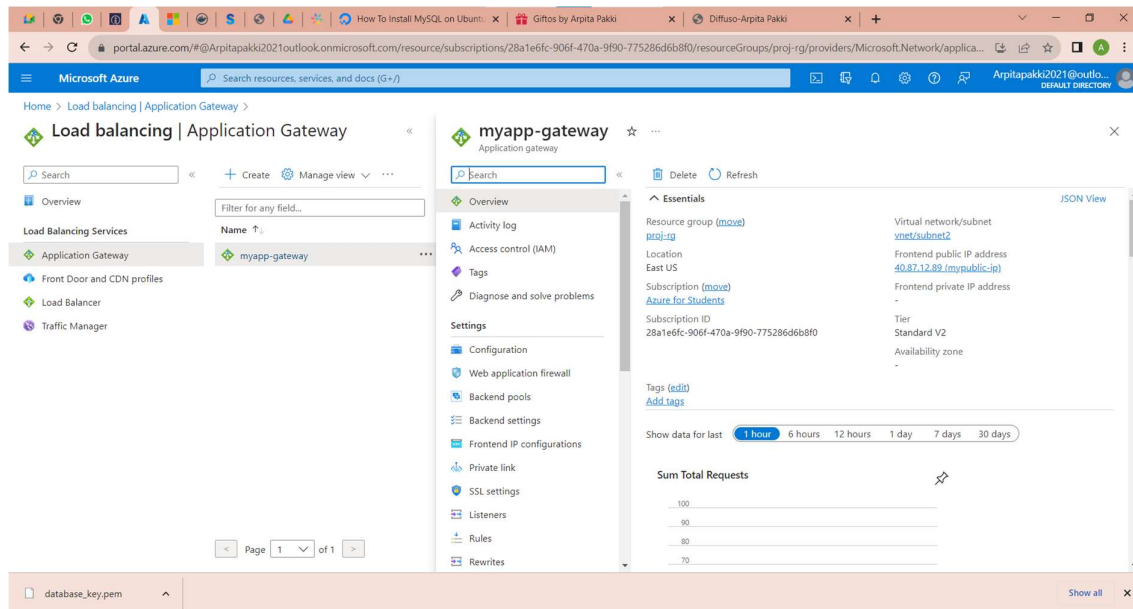 How To Install MySQL on Ubuntu
Giftos by Arpita Pakki
Diffuso-Arpita Pakki
portal.azure.com/#@Arpitapakki2021outlook.onmicrosoft.com/resource/subscriptions/28a1e6fc-906f-470a-9f90-775286d6b8f0/resourceGroups/proj-rg/providers/Microsoft.Network/applica...
Microsoft Azure
Search resources, services, and docs (G+/)
Arpitapakki2021@outlo...
DEFAULT DIRECTORY
Home > Load balancing | Application Gateway >
Load balancing | Application Gateway
Search
Overview
Load Balancing Services
Application Gateway
Front Door and CDN profiles
Load Balancer
Traffic Manager
Create
Manage view
Filter for any field...
Name ↑↓
myapp-gateway
< Page 1 of 1 >
myapp-gateway
Application gateway
Search
Overview
Activity log
Access control (IAM)
Tags
Diagnose and solve problems
Settings
Configuration
Web application firewall
Backend pools
Backend settings
Frontend IP configurations
Private link
SSL settings
Listeners
Rules
Rewrites
Delete
Refresh
Essentials
JSON View
Resource group (move)
proj-rg
Location
East US
Subscription (move)
Azure for Students
Subscription ID
28a1e6fc-906f-470a-9f90-775286d6b8f0
Virtual network/subnet
vnet/subnet2
Frontend public IP address
40.87.12.89 (mypublic-ip)
Frontend private IP address
-
Tier
Standard V2
Availability zone
-
Tags (edit)
Add tags
Show data for last 1 hour 6 hours 12 hours 1 day 7 days 30 days
Sum Total Requests
100
90
80
70
database_key.pem
Show all